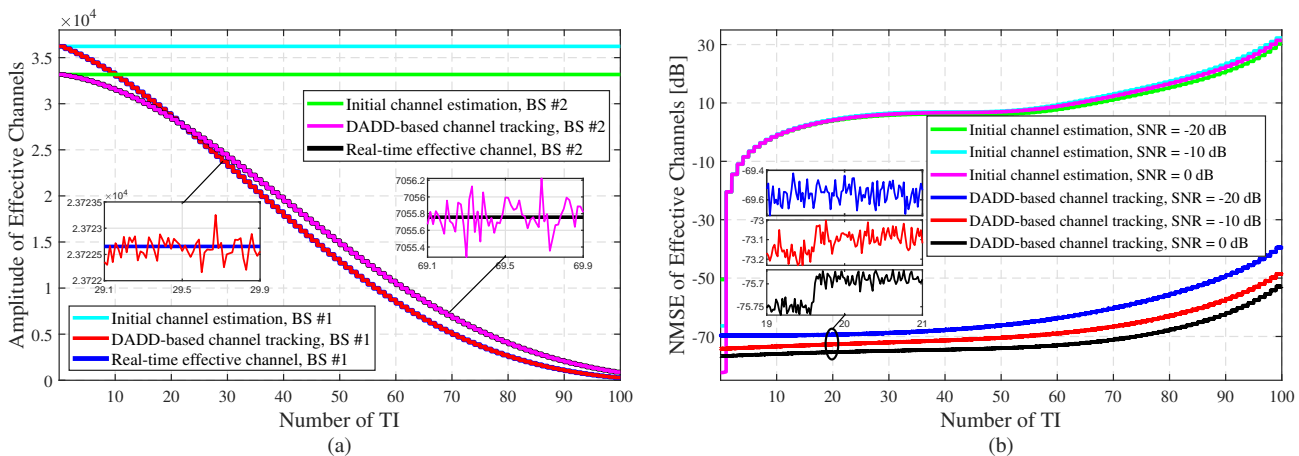 ×10⁴
3.5
3
2.5
2
1.5
1
0.5
0
10 20 30 40 50 60 70 80 90 100
Amplitude of Effective Channels
Number of TI
(a)
Initial channel estimation, BS #2
DADD-based channel tracking, BS #2
Real-time effective channel, BS #2
2.37235 ×10⁴
2.3723
2.37225
2.3722
29.1 29.5 29.9
7056.2
7056
7055.8
7055.4
69.1 69.5 69.9
Initial channel estimation, BS #1
DADD-based channel tracking, BS #1
Real-time effective channel, BS #1
30
10
-10
-30
-50
-70
10 20 30 40 50 60 70 80 90 100
NMSE of Effective Channels [dB]
Number of TI
(b)
Initial channel estimation, SNR = -20 dB
Initial channel estimation, SNR = -10 dB
Initial channel estimation, SNR = 0 dB
DADD-based channel tracking, SNR = -20 dB
DADD-based channel tracking, SNR = -10 dB
DADD-based channel tracking, SNR = 0 dB
-69.4
-69.6
-73
-73.1
-73.2
-75.7
-75.75
19 20 21